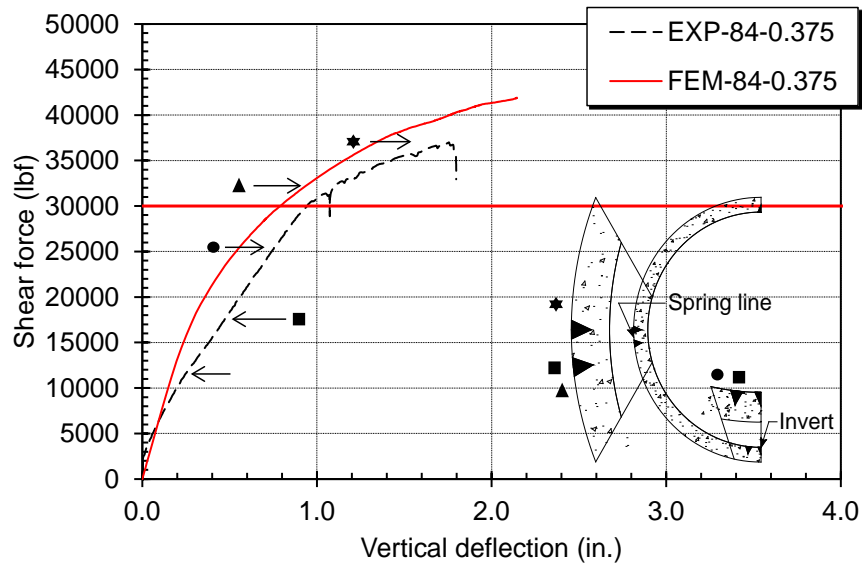 EXP-84-0.375
FEM-84-0.375
50000
45000
40000
35000
30000
25000
20000
15000
10000
5000
0
Shear force (lbf)
Spring line
Invert
0.0 1.0 2.0 3.0 4.0
Vertical deflection (in.)